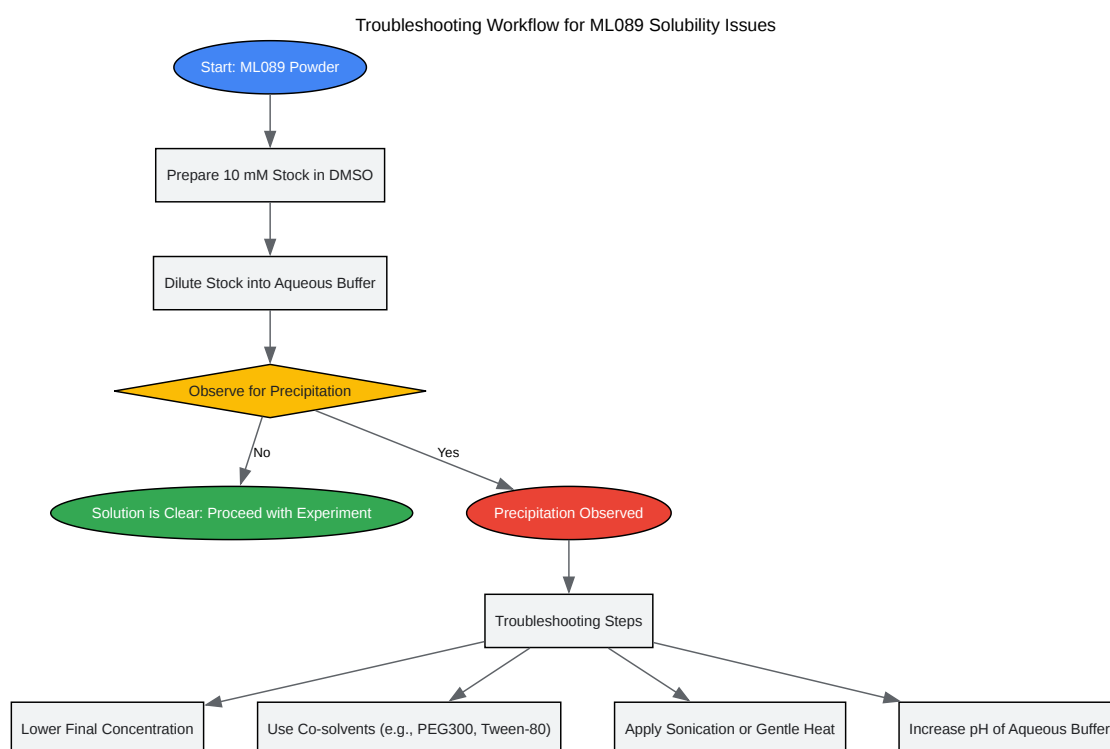 Troubleshooting Workflow for ML089 Solubility Issues
Start: ML089 Powder
Prepare 10 mM Stock in DMSO
Dilute Stock into Aqueous Buffer
Observe for Precipitation
No
Yes
Solution is Clear: Proceed with Experiment
Precipitation Observed
Troubleshooting Steps
Lower Final Concentration
Use Co-solvents (e.g., PEG300, Tween-80)
Apply Sonication or Gentle Heat
Increase pH of Aqueous Buffer